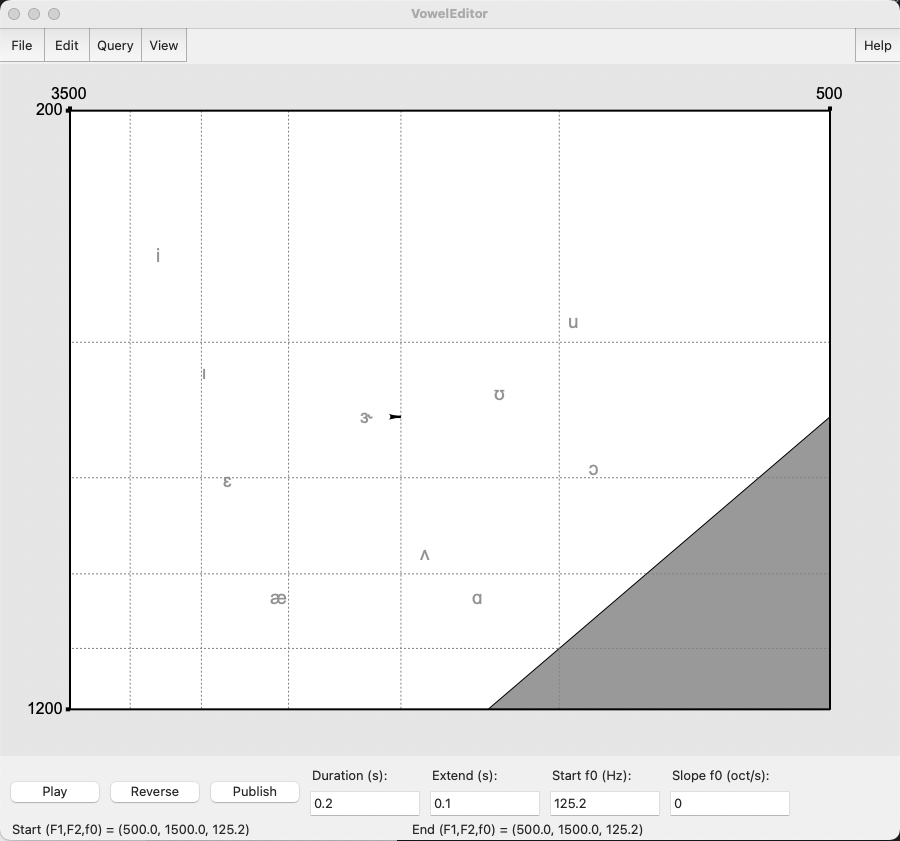 VowelEditor
File Edit Query View Help
3500 500
200
i
u
ɪ
ʊ
ɝ
ɔ
ɛ
ʌ
æ ɑ
1200
Duration (s): Extend (s): Start f0 (Hz): Slope f0 (oct/s):
Play Reverse Publish 0.2 0.1 125.2 0
Start (F1,F2,f0) = (500.0, 1500.0, 125.2) End (F1,F2,f0) = (500.0, 1500.0, 125.2)